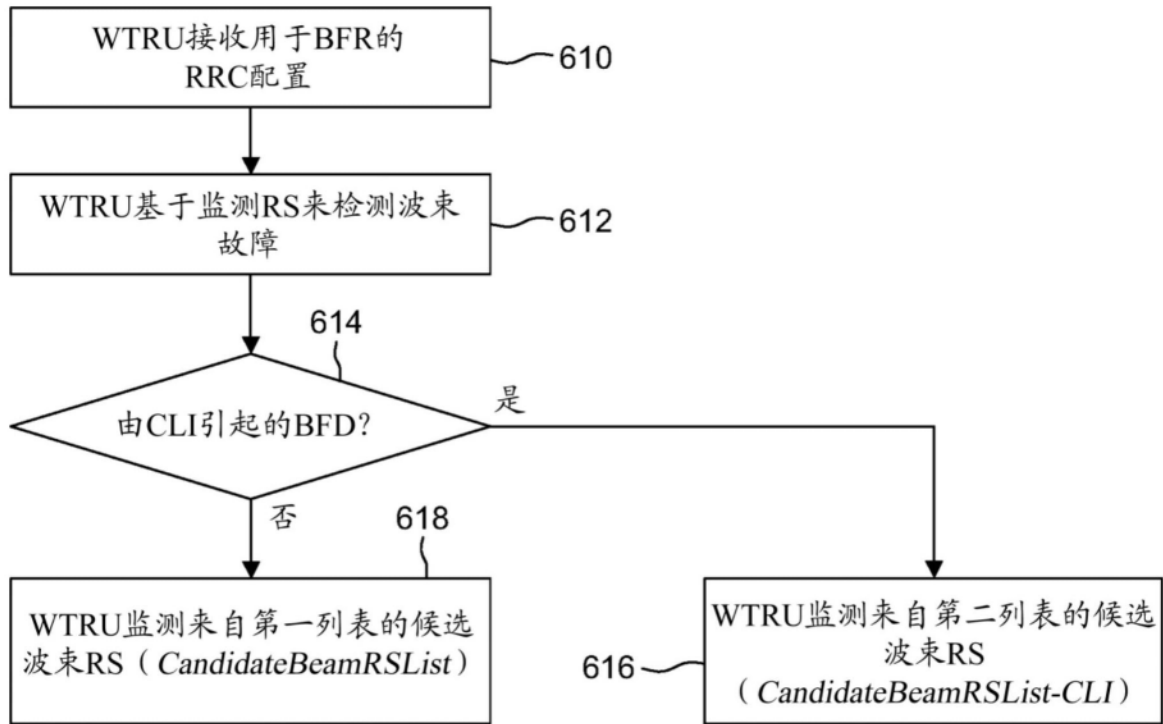 WTRU接收用于BFR的
RRC配置
610
WTRU基于监测RS来检测波束
故障
612
614
由CLI引起的BFD?
是
否
618
WTRU监测来自第一列表的候选
波束RS（CandidateBeamRSList）
WTRU监测来自第二列表的候选
波束RS
（CandidateBeamRSList-CLI）
616